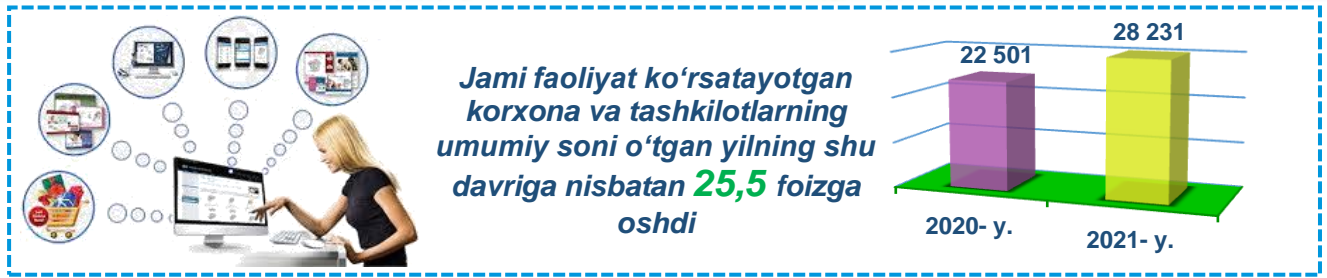 Jami faoliyat ko‘rsatayotgan
korxona va tashkilotlarning
umumiy soni o‘tgan yilning shu
davriga nisbatan 25,5 foizga
oshdi
22 501
28 231
2020- y.
2021- y.